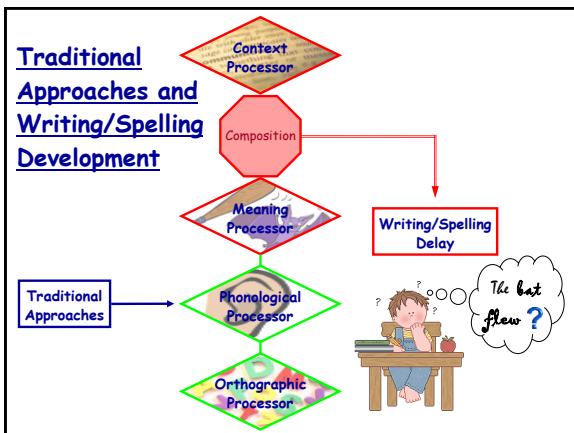 Traditional
Approaches and
Writing/Spelling
Development
Context
Processor
Composition
Meaning
Processor
Writing/Spelling
Delay
Traditional
Approaches
Phonological
Processor
The bat
flew ?
? ? ? ?
Orthographic
Processor